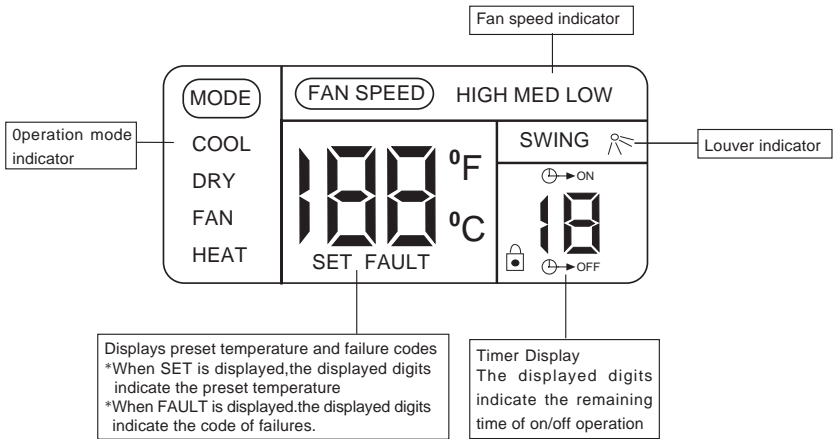 Fan speed indicator
MODE
FAN SPEED
HIGH MED LOW
0peration mode
indicator
COOL
DRY
FAN
HEAT
188
⁰F
⁰C
SET FAULT
SWING
Louver indicator
ON
18
OFF
Displays preset temperature and failure codes
*When SET is displayed,the displayed digits
indicate the preset temperature
*When FAULT is displayed.the displayed digits
indicate the code of failures.
Timer Display
The displayed digits
indicate the remaining
time of on/off operation